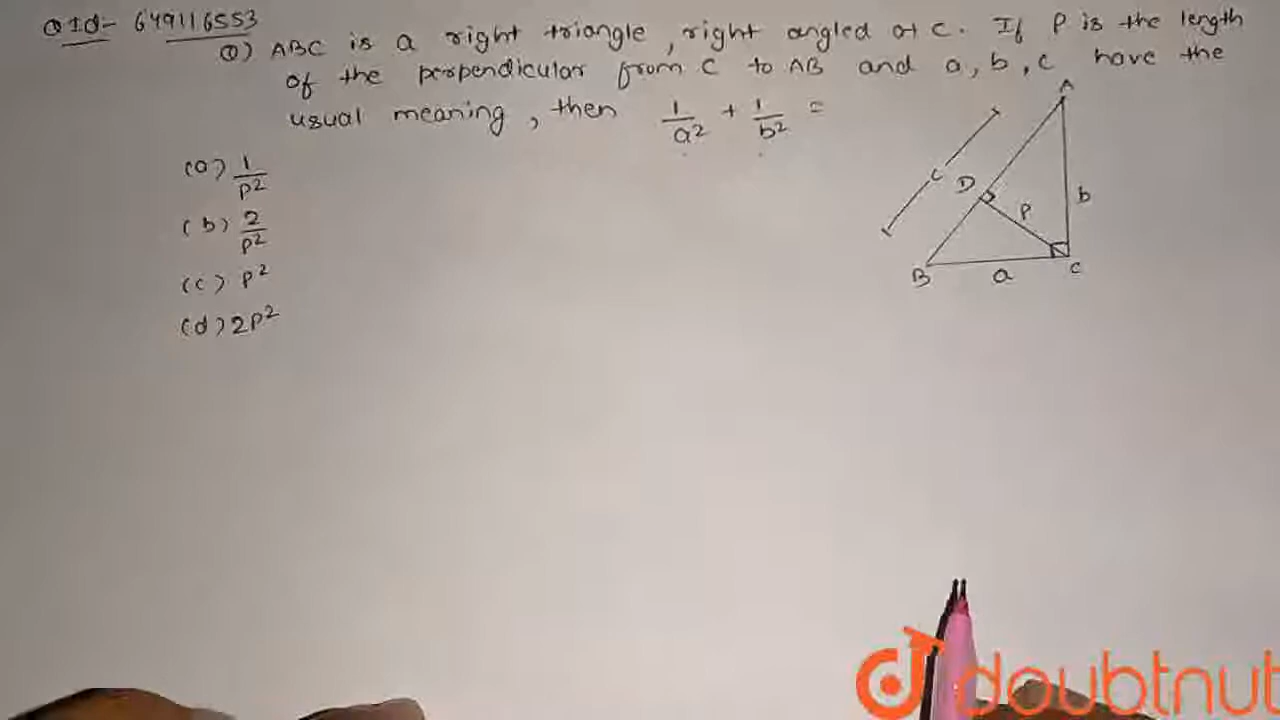 Q Id- 649116553
Q) ABC is a right triangle, right angled at C. If P is the length
of the perpendicular from C to AB and a, b, c have the
usual meaning, then 1/a² + 1/b² =
(a) 1/P²
(b) 2/P²
(c) P²
(d) 2P²
A
C
D
P
b
B
a
C
doubtnut